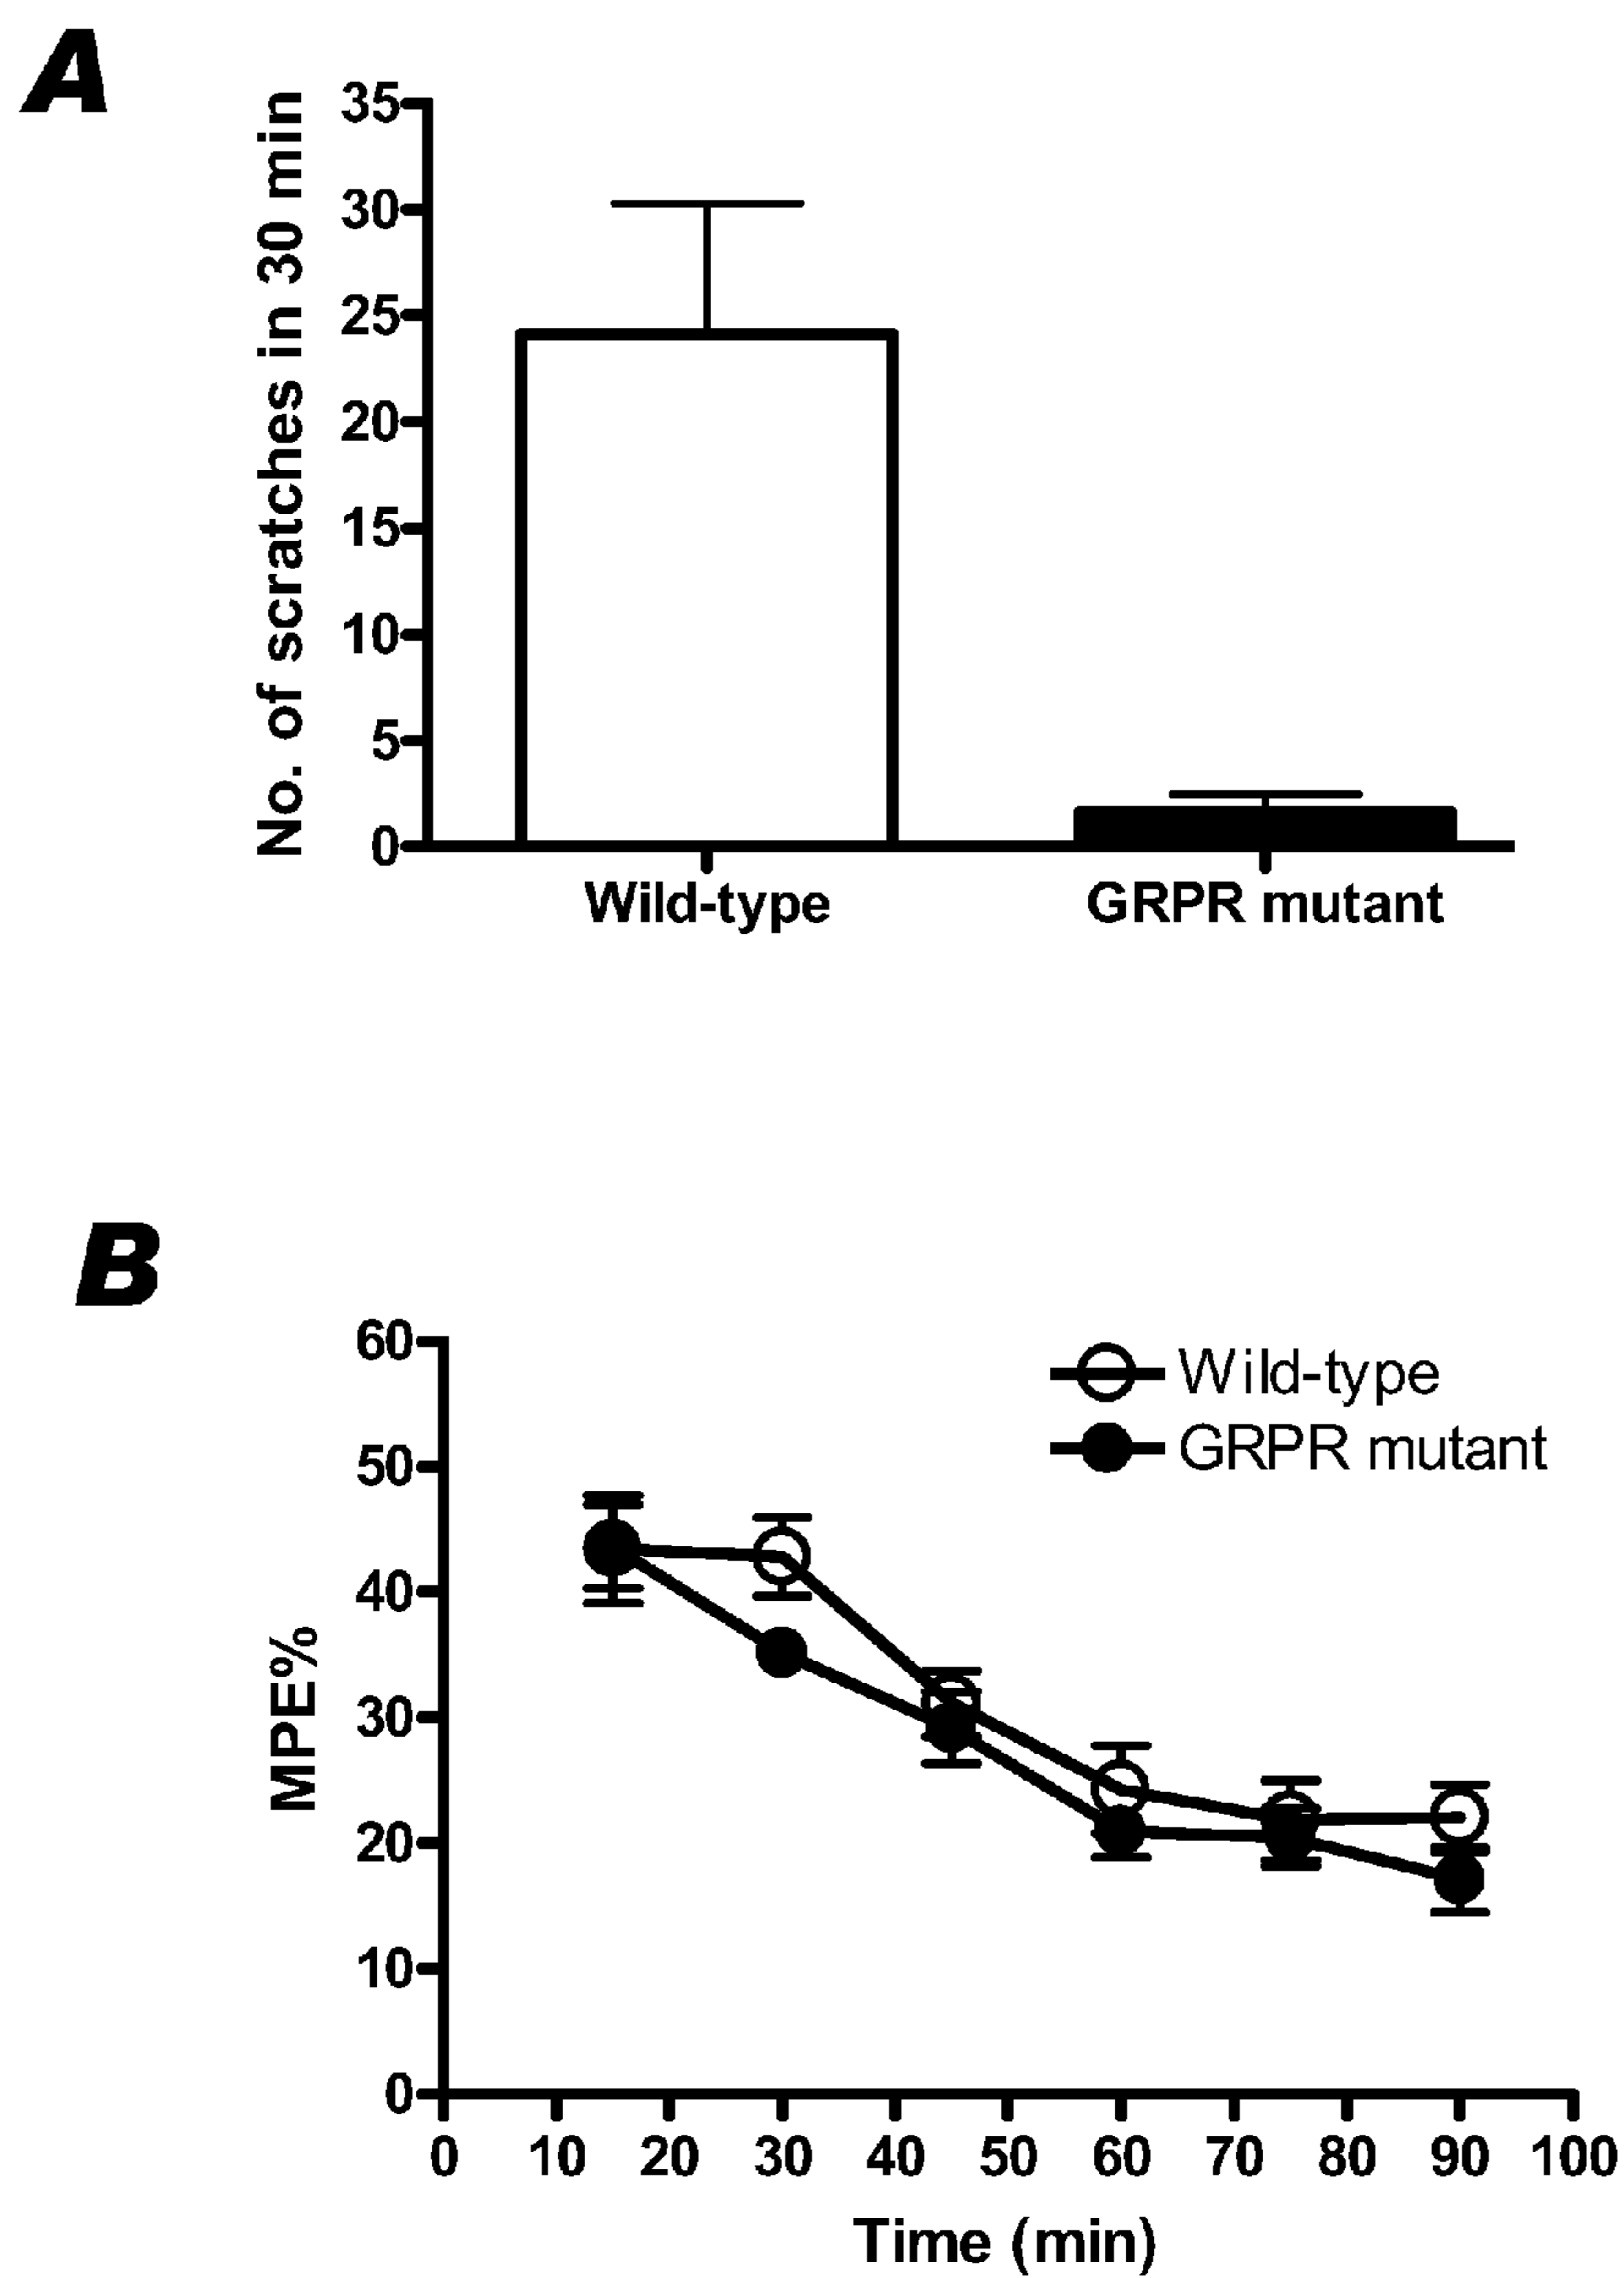 A
No. of scratches in 30 min
35
30
25
20
15
10
5
0
Wild-type
GRPR mutant
B
MPE%
60
50
40
30
20
10
0
Wild-type
GRPR mutant
0 10 20 30 40 50 60 70 80 90 100
Time (min)